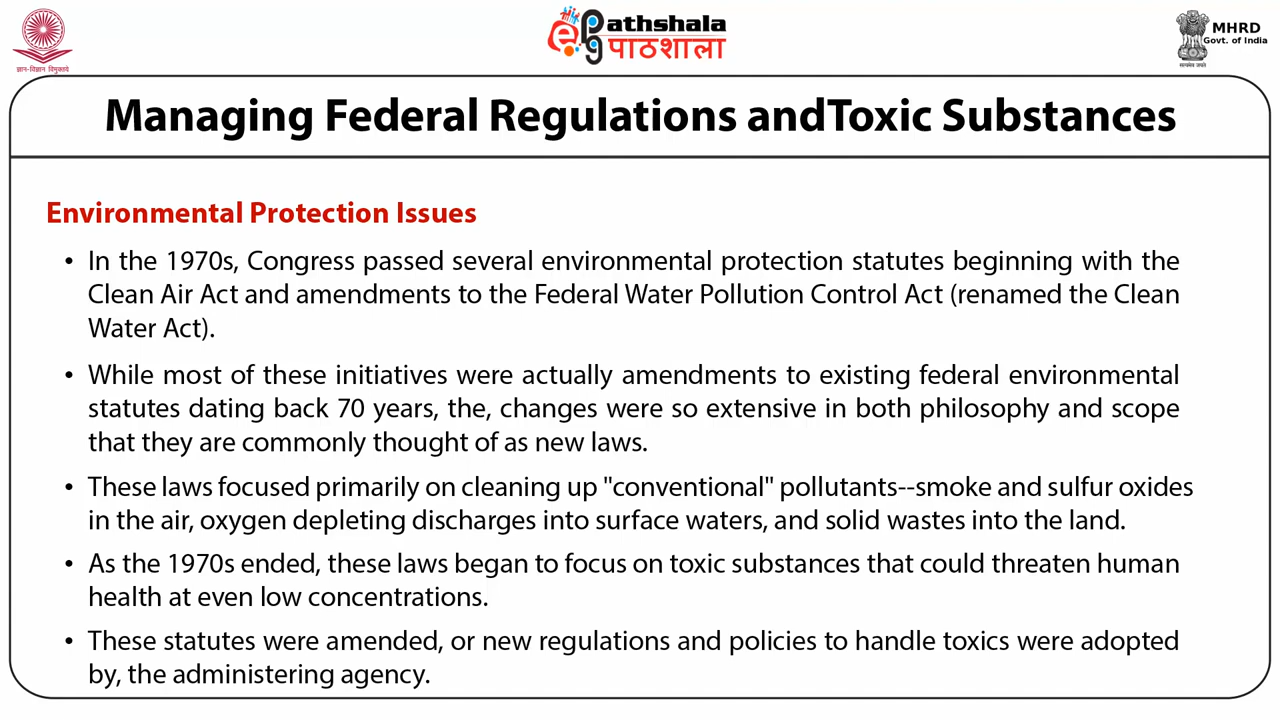 ज्ञान-विज्ञान विमुक्तये
epgathshala
पाठशाला
सत्यमेव जयते
MHRD
Govt. of India
Managing Federal Regulations andToxic Substances
Environmental Protection Issues
• In the 1970s, Congress passed several environmental protection statutes beginning with the
Clean Air Act and amendments to the Federal Water Pollution Control Act (renamed the Clean
Water Act).
• While most of these initiatives were actually amendments to existing federal environmental
statutes dating back 70 years, the, changes were so extensive in both philosophy and scope
that they are commonly thought of as new laws.
• These laws focused primarily on cleaning up "conventional" pollutants--smoke and sulfur oxides
in the air, oxygen depleting discharges into surface waters, and solid wastes into the land.
• As the 1970s ended, these laws began to focus on toxic substances that could threaten human
health at even low concentrations.
• These statutes were amended, or new regulations and policies to handle toxics were adopted
by, the administering agency.